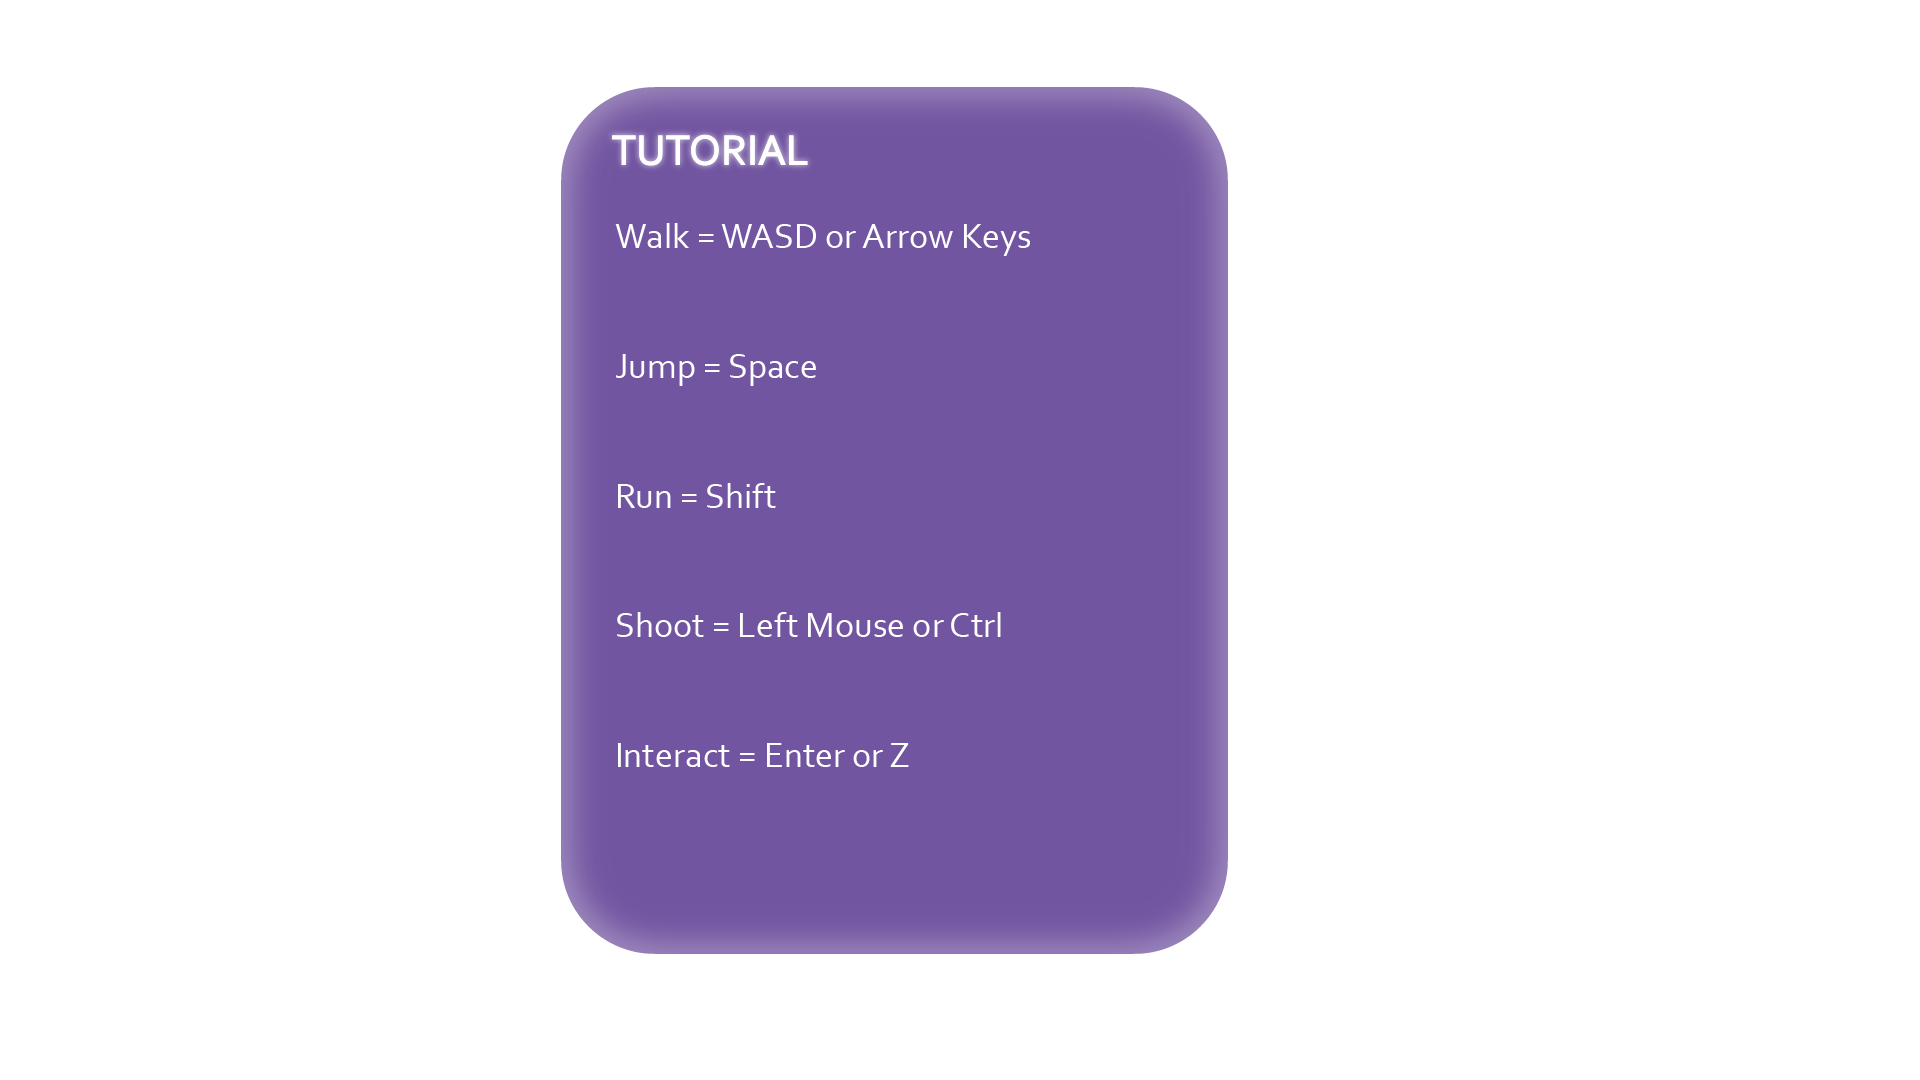 TUTORIAL
Walk = WASD or Arrow Keys
Jump = Space
Run = Shift
Shoot = Left Mouse or Ctrl
Interact = Enter or Z